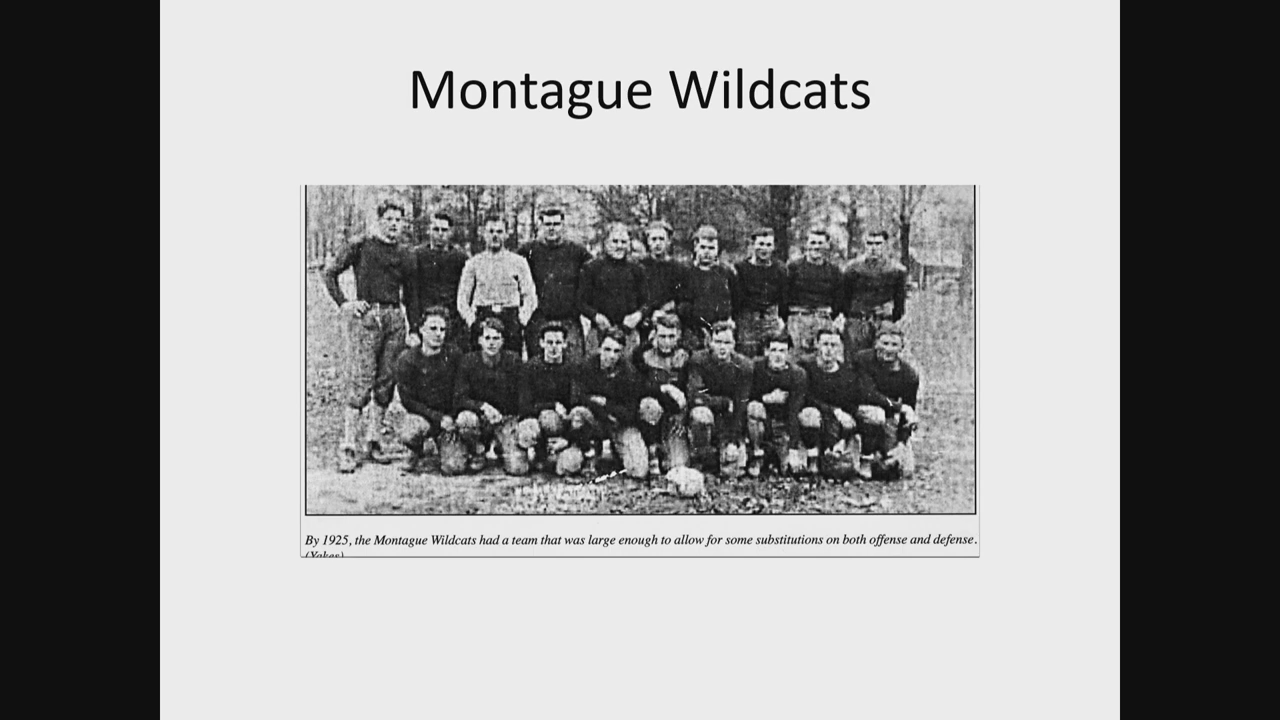 Montague Wildcats
By 1925, the Montague Wildcats had a team that was large enough to allow for some substitutions on both offense and defense.
(Yakes)